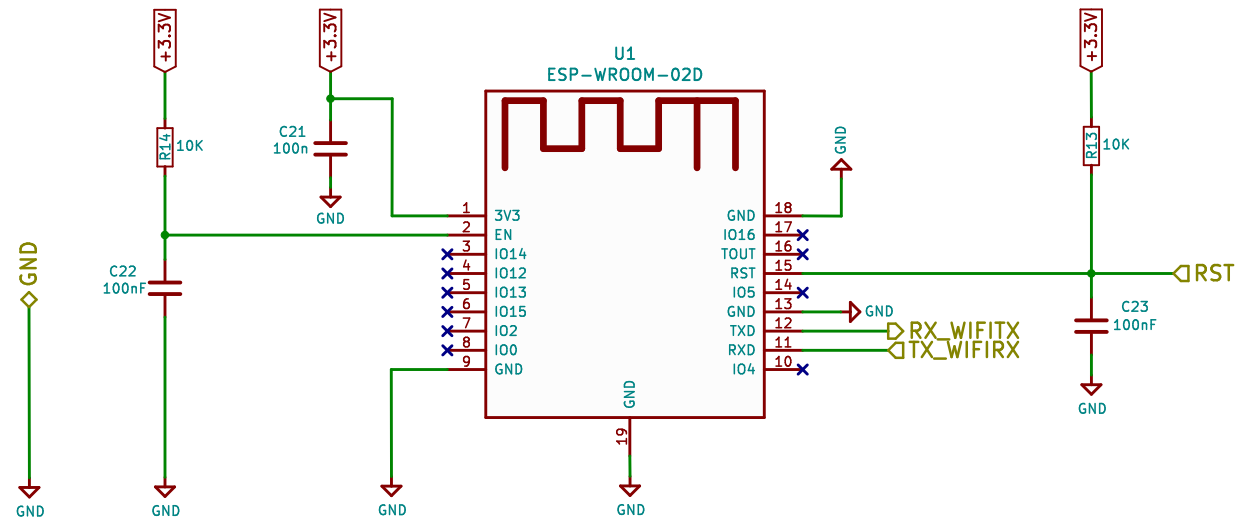 +3.3V
+3.3V
+3.3V
U1
ESP-WROOM-02D
R14
10K
C21
100n
GND
GND
R13
10K
1
3V3
2
EN
3
IO14
4
IO12
5
IO13
6
IO15
7
IO2
8
IO0
9
GND
GND
18
IO16
17
TOUT
16
RST
15
IO5
14
GND
13
TXD
12
RXD
11
IO4
10
GND
19
GND
GND
C22
100nF
GND
RX_WIFITX
TX_WIFIRX
RST
C23
100nF
GND
GND
GND
GND
GND